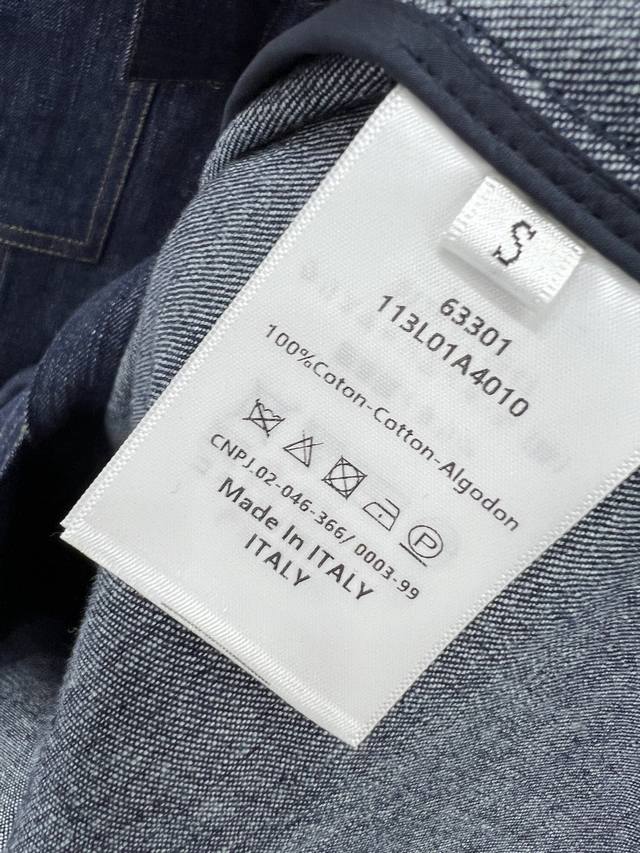 S
63301
113L01A4010
100%Coton-Cotton-Algodon
P
CNPJ.02-046-366/ 0003-99
Made In ITALY
ITALY